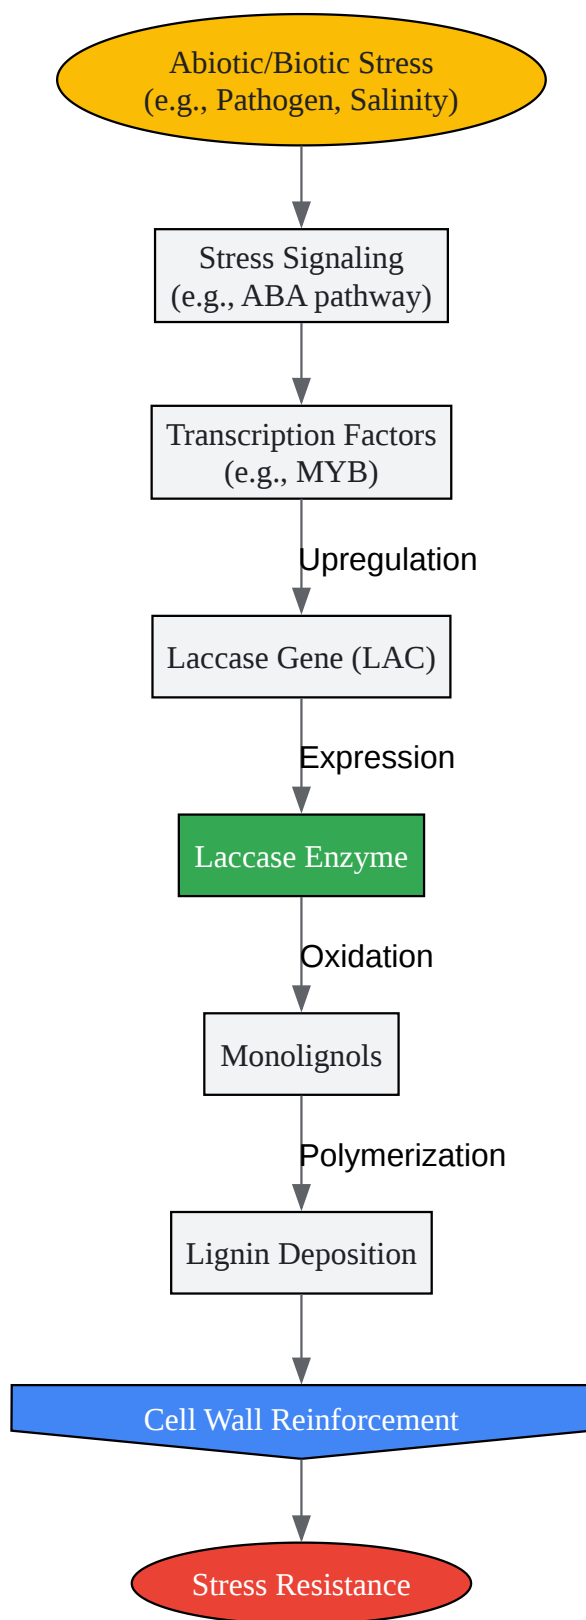 Abiotic/Biotic Stress
(e.g., Pathogen, Salinity)
Stress Signaling
(e.g., ABA pathway)
Transcription Factors
(e.g., MYB)
Upregulation
Laccase Gene (LAC)
Expression
Laccase Enzyme
Oxidation
Monolignols
Polymerization
Lignin Deposition
Cell Wall Reinforcement
Stress Resistance